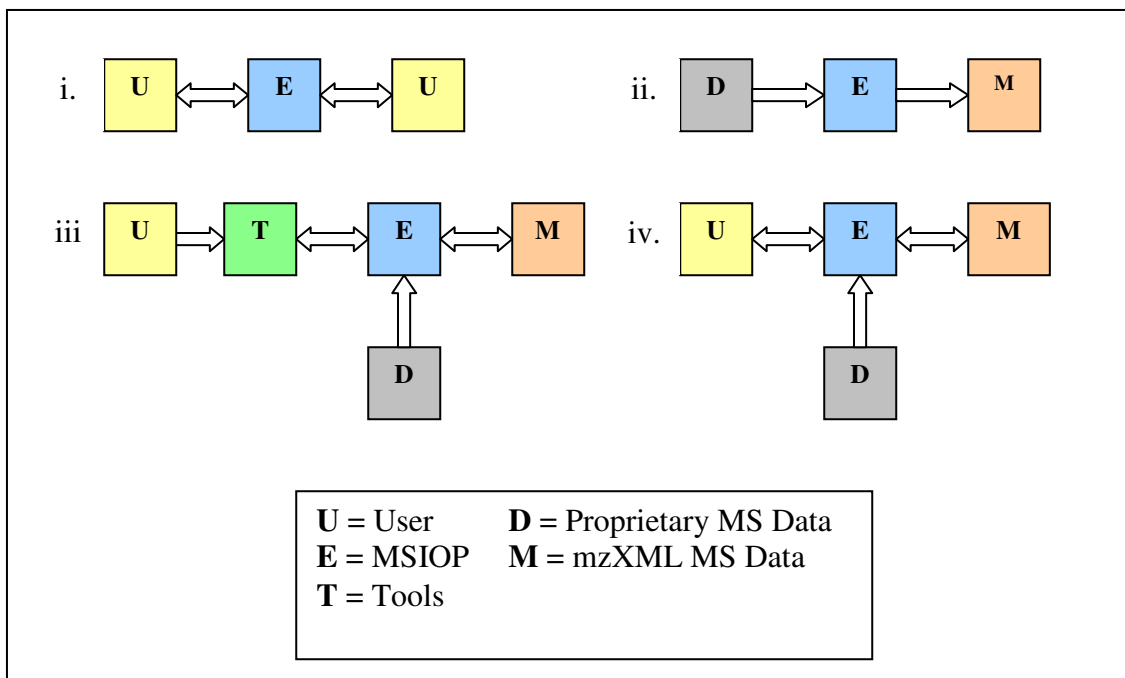 i. U E U
ii. D E M
iii U T E M
D
iv. U E M
D
U = User D = Proprietary MS Data
E = MSIOP M = mzXML MS Data
T = Tools